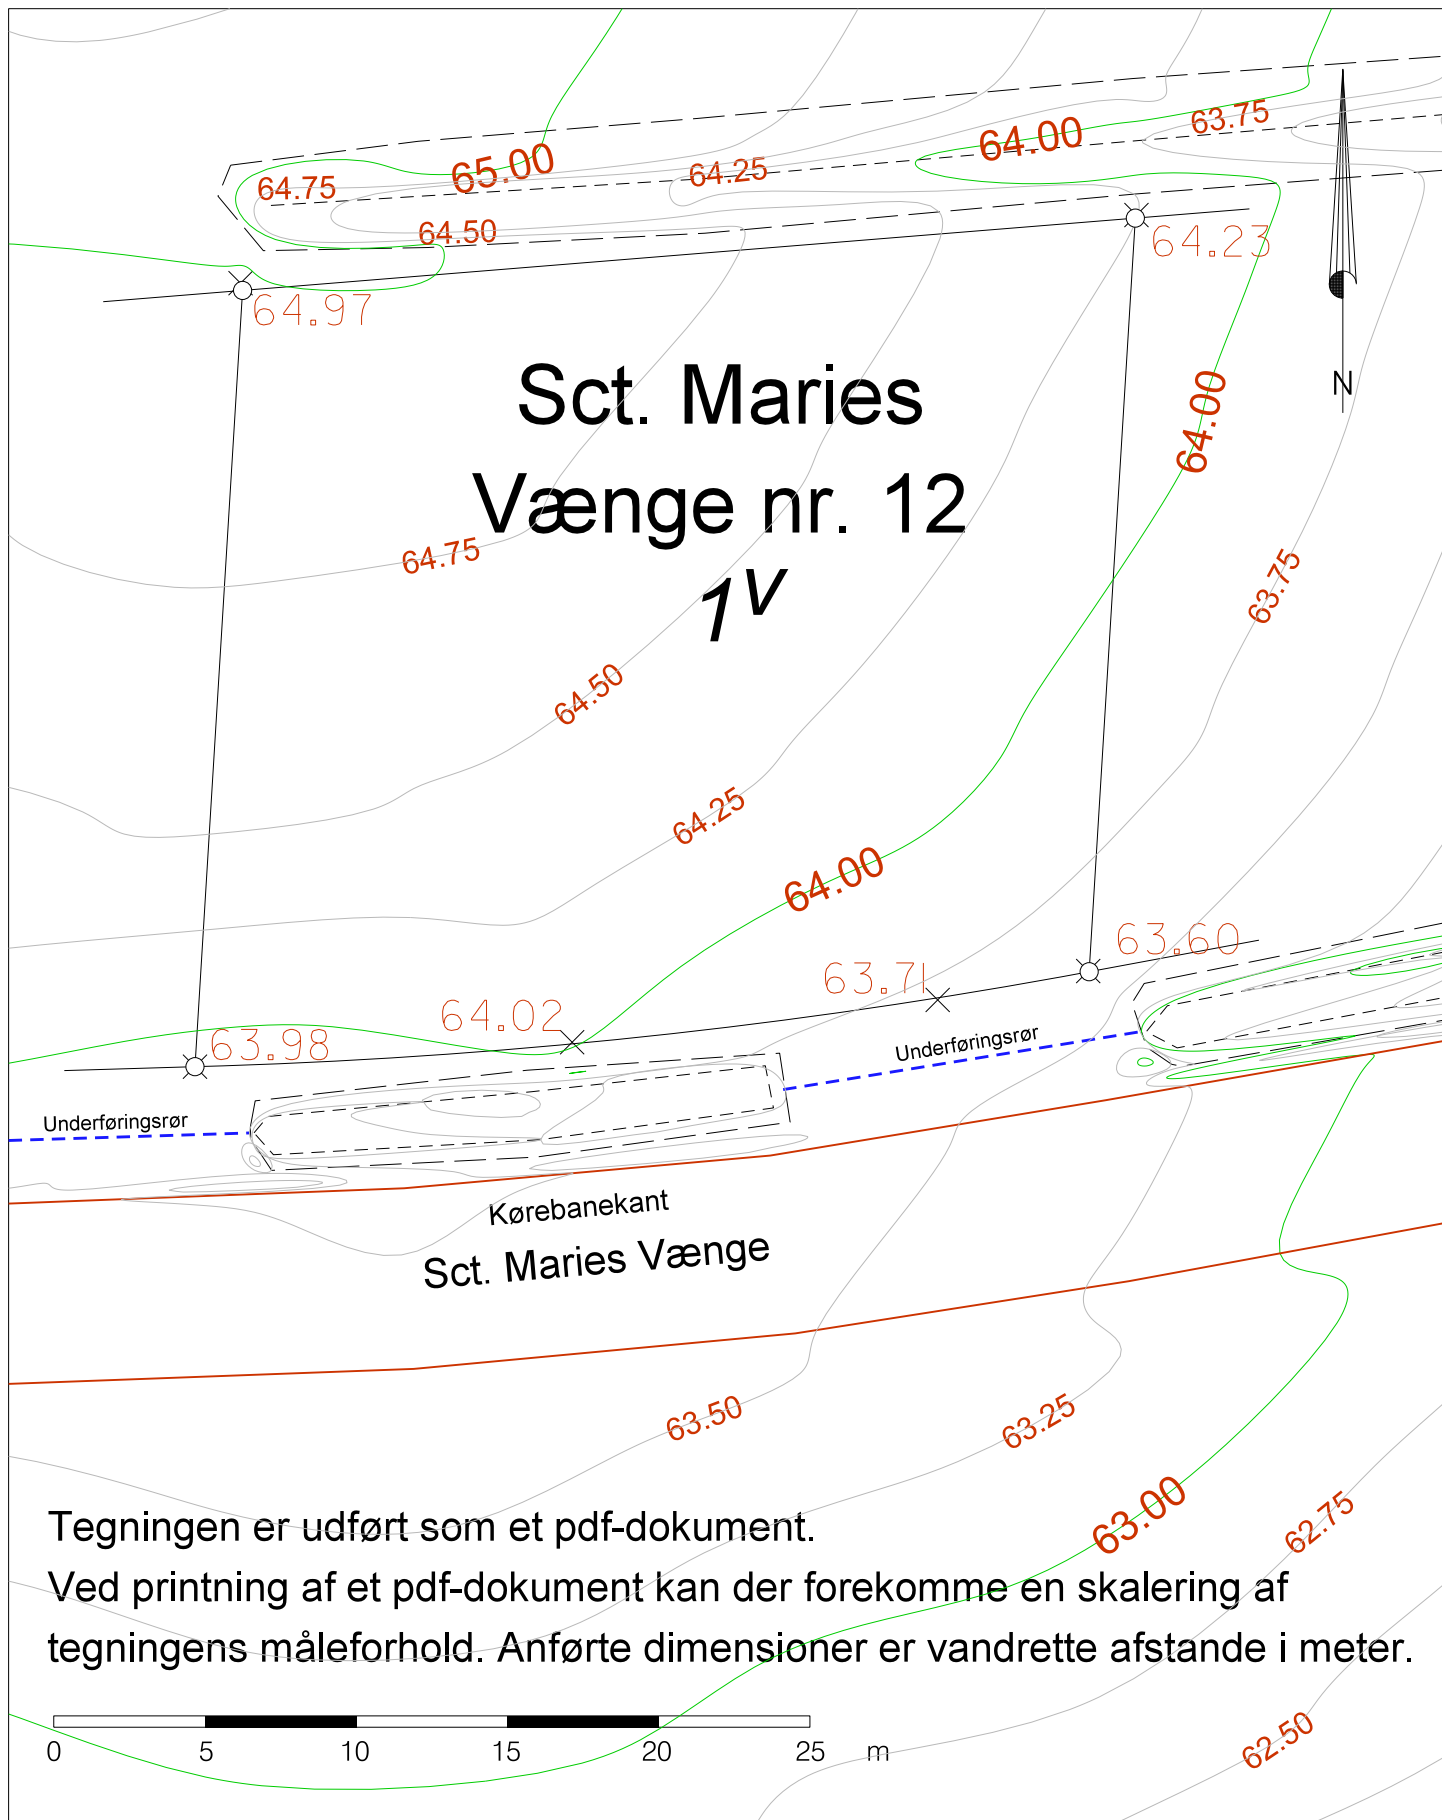 63.75
64.00
65.00
64.25
64.75
64.50
64.23
64.97
Sct. Maries
64.00
N
Vænge nr. 12
64.75
1V
63.75
64.50
64.25
64.00
63.60
63.71
64.02
63.98
Underføringsrør
Underføringsrør
Kørebanekant
Sct. Maries Vænge
63.50
63.25
63.00
62.75
Tegningen er udført som et pdf-dokument.
Ved printning af et pdf-dokument kan der forekomme en skalering af
tegningens måleforhold. Anførte dimensioner er vandrette afstande i meter.
62.50
0 5 10 15 20 25 m